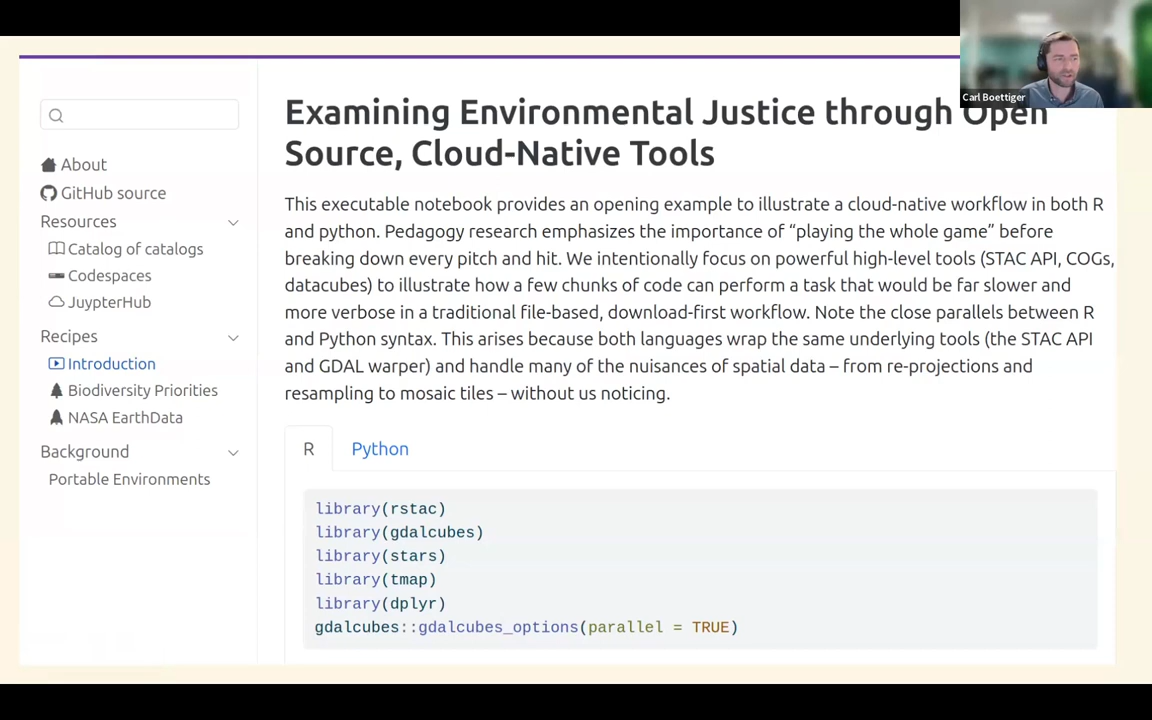 Carl Boettiger
About
GitHub source
Resources
Catalog of catalogs
Codespaces
JuypterHub
Recipes
Introduction
Biodiversity Priorities
NASA EarthData
Background
Portable Environments
Examining Environmental Justice through Open
Source, Cloud-Native Tools
This executable notebook provides an opening example to illustrate a cloud-native workflow in both R
and python. Pedagogy research emphasizes the importance of “playing the whole game” before
breaking down every pitch and hit. We intentionally focus on powerful high-level tools (STAC API, COGs,
datacubes) to illustrate how a few chunks of code can perform a task that would be far slower and
more verbose in a traditional file-based, download-first workflow. Note the close parallels between R
and Python syntax. This arises because both languages wrap the same underlying tools (the STAC API
and GDAL warper) and handle many of the nuisances of spatial data – from re-projections and
resampling to mosaic tiles – without us noticing.
R
Python
library(rstac)
library(gdalcubes)
library(stars)
library(tmap)
library(dplyr)
gdalcubes::gdalcubes_options(parallel = TRUE)